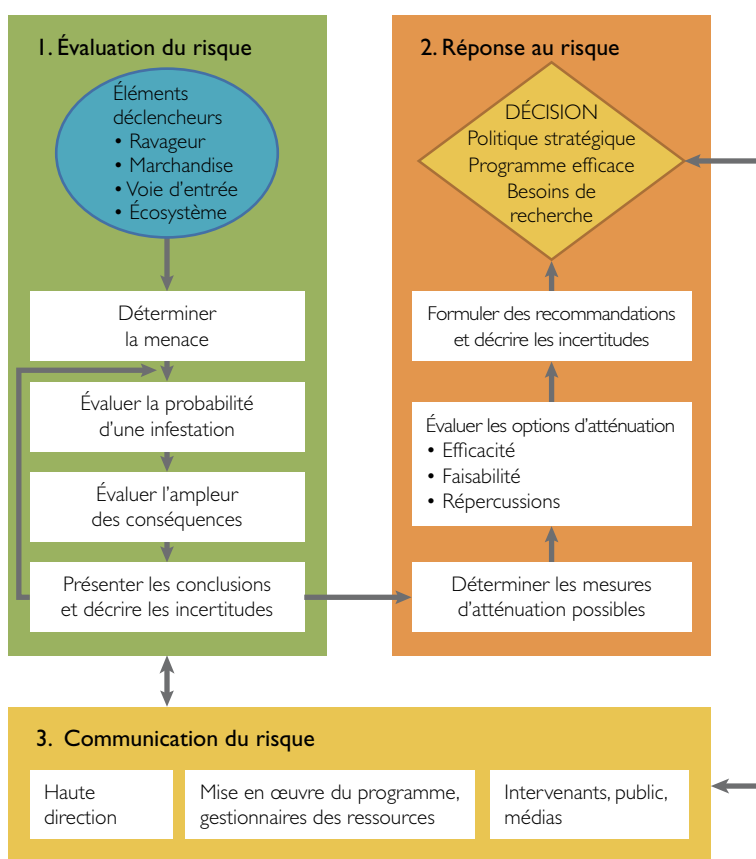 1. Évaluation du risque
Éléments
déclencheurs
• Ravageur
• Marchandise
• Voie d'entrée
• Écosystème
Déterminer
la menace
Évaluer la probabilité
d'une infestation
Évaluer l'ampleur
des conséquences
Présenter les conclusions
et décrire les incertitudes
2. Réponse au risque
DÉCISION
Politique stratégique
Programme efficace
Besoins de
recherche
Formuler des recommandations
et décrire les incertitudes
Évaluer les options d'atténuation
• Efficacité
• Faisabilité
• Répercussions
Déterminer les mesures
d'atténuation possibles
3. Communication du risque
Haute
direction
Mise en œuvre du programme,
gestionnaires des ressources
Intervenants, public,
médias